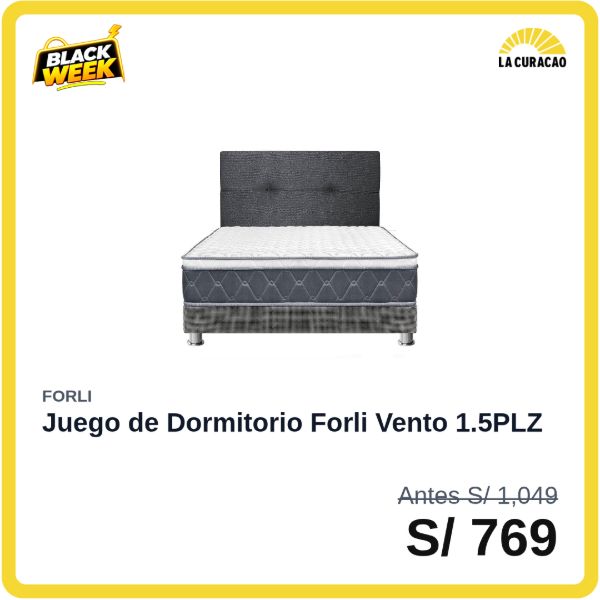 BLACK
WEEK
LA CURACAO
FORLI
Juego de Dormitorio Forli Vento 1.5PLZ
Antes S/ 1,049
S/ 769